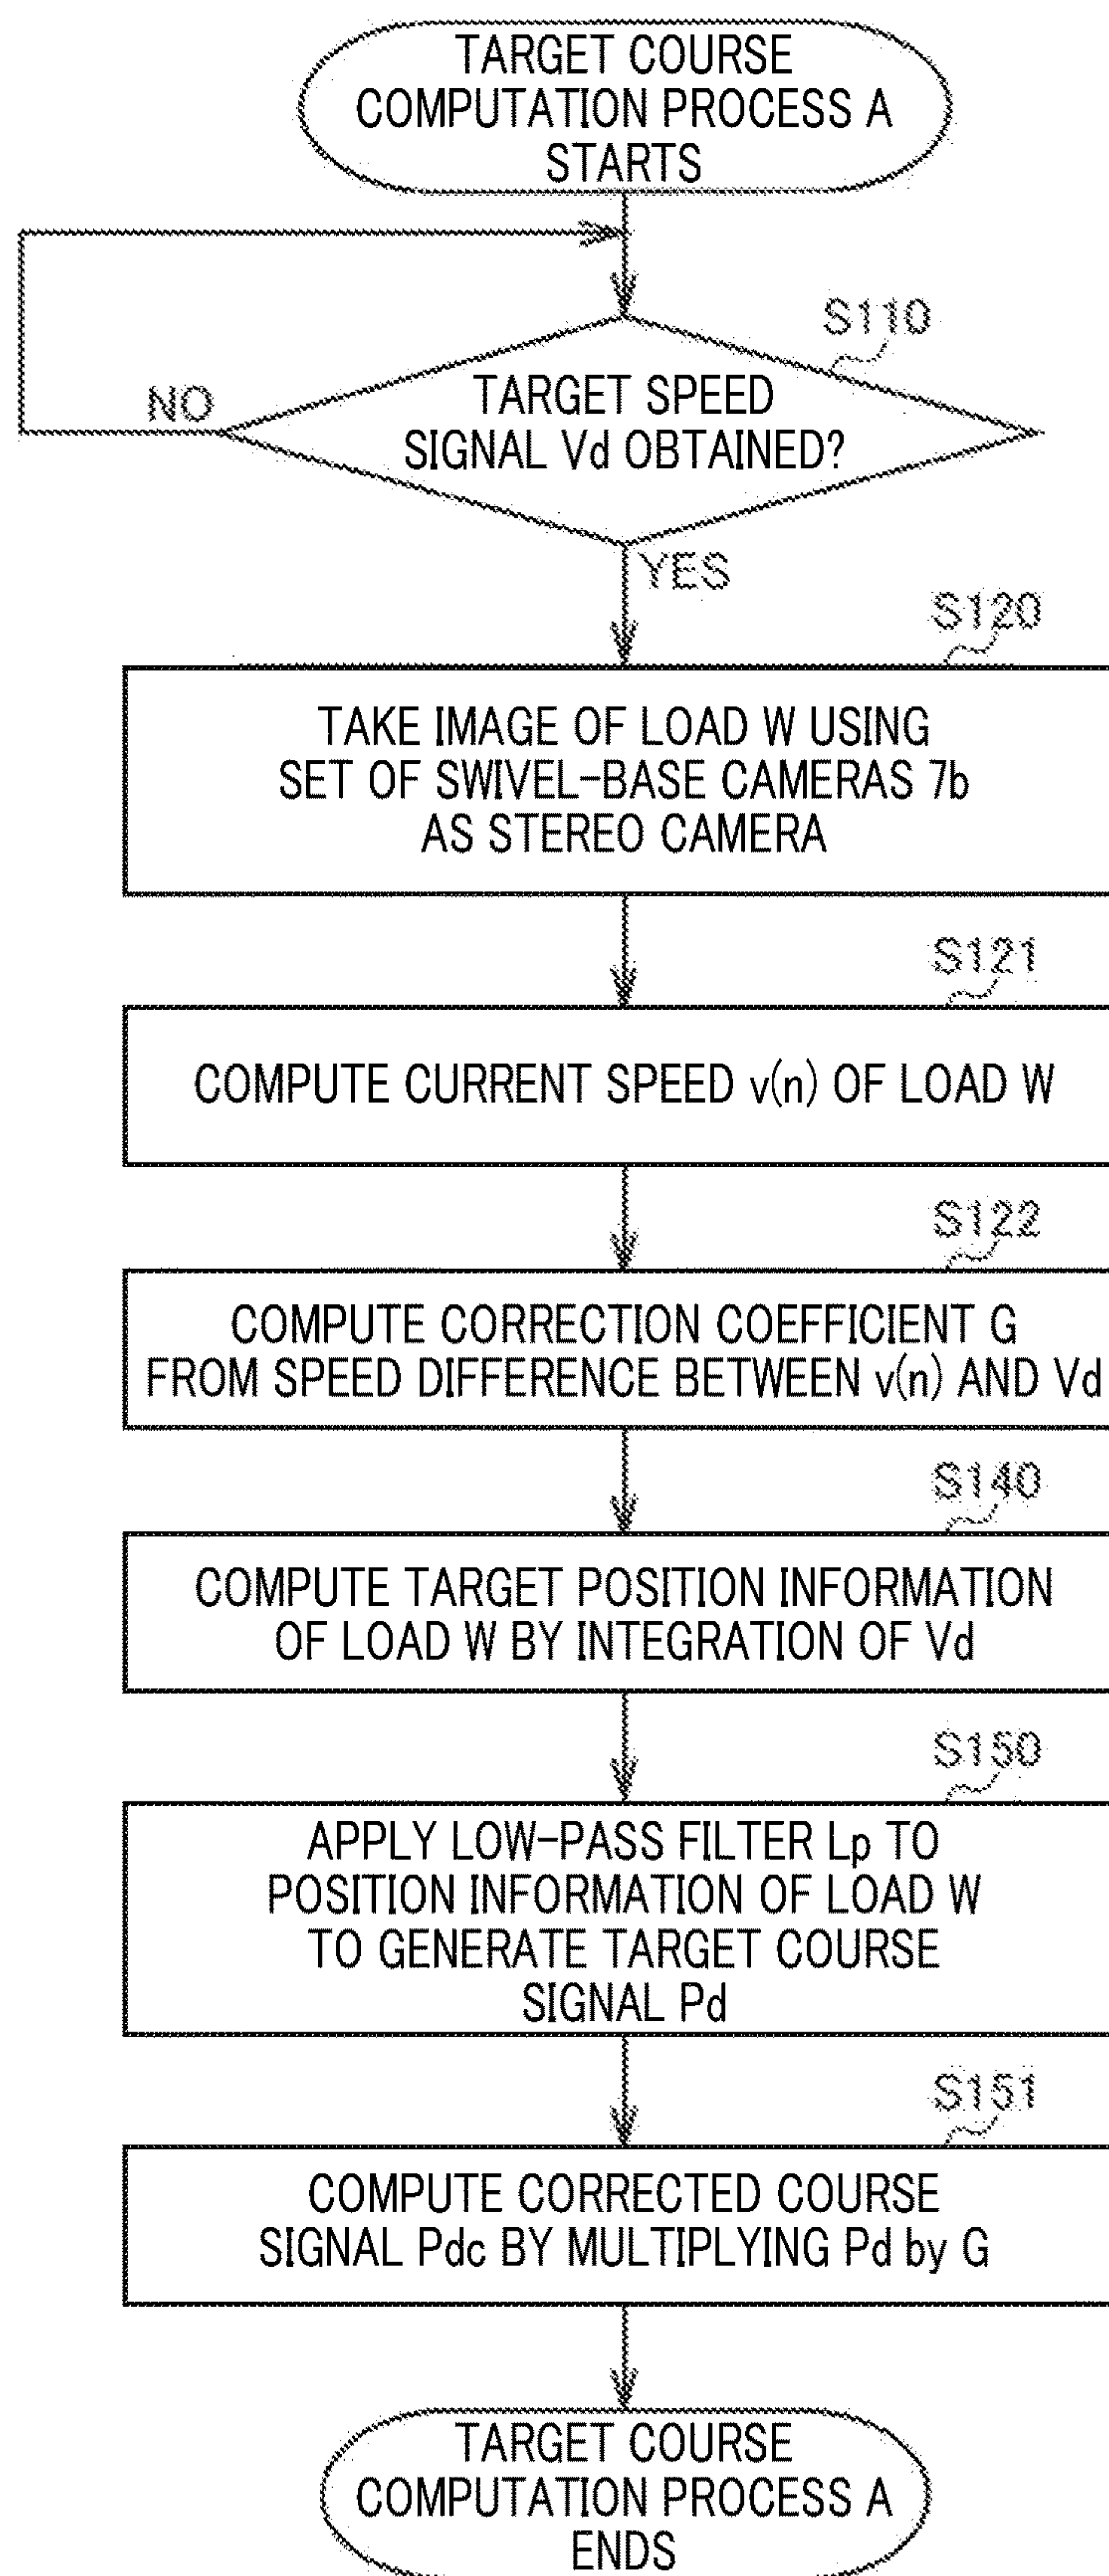 TARGET COURSE
COMPUTATION PROCESS A
STARTS
S110
NO
TARGET SPEED
SIGNAL Vd OBTAINED?
YES
S120
TAKE IMAGE OF LOAD W USING
SET OF SWIVEL-BASE CAMERAS 7b
AS STEREO CAMERA
S121
COMPUTE CURRENT SPEED v(n) OF LOAD W
S122
COMPUTE CORRECTION COEFFICIENT G
FROM SPEED DIFFERENCE BETWEEN v(n) AND Vd
S140
COMPUTE TARGET POSITION INFORMATION
OF LOAD W BY INTEGRATION OF Vd
S150
APPLY LOW-PASS FILTER Lp TO
POSITION INFORMATION OF LOAD W
TO GENERATE TARGET COURSE
SIGNAL Pd
S151
COMPUTE CORRECTED COURSE
SIGNAL Pdc BY MULTIPLYING Pd by G
TARGET COURSE
COMPUTATION PROCESS A
ENDS